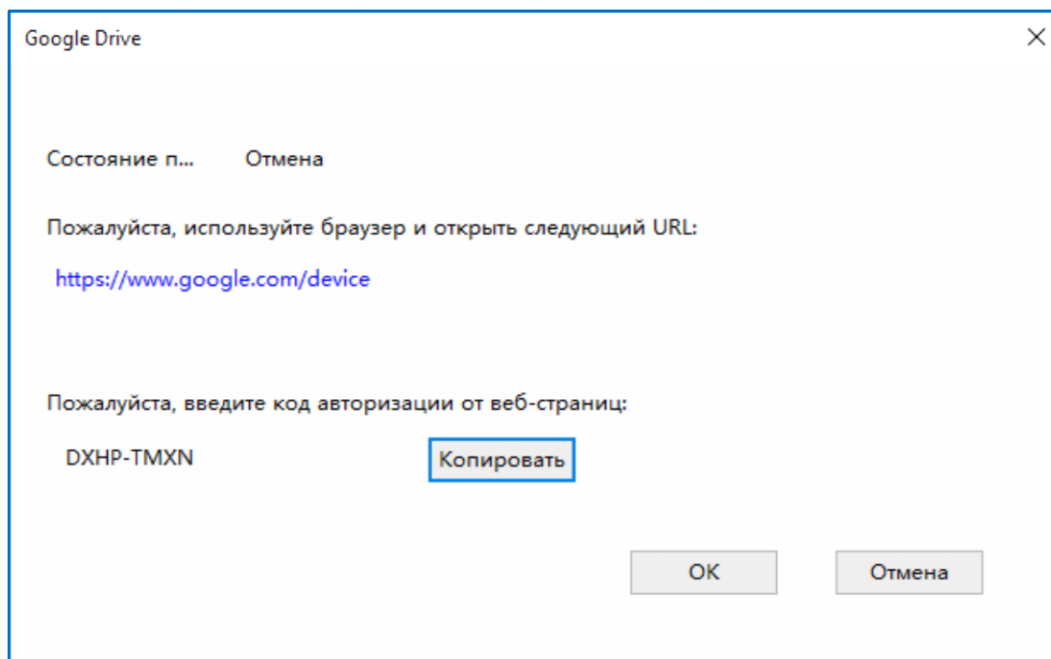 Google Drive
Состояние п... Отмена
Пожалуйста, используйте браузер и открыть следующий URL:
https://www.google.com/device
Пожалуйста, введите код авторизации от веб-страниц:
DXHP-TMXN Копировать
OK Отмена